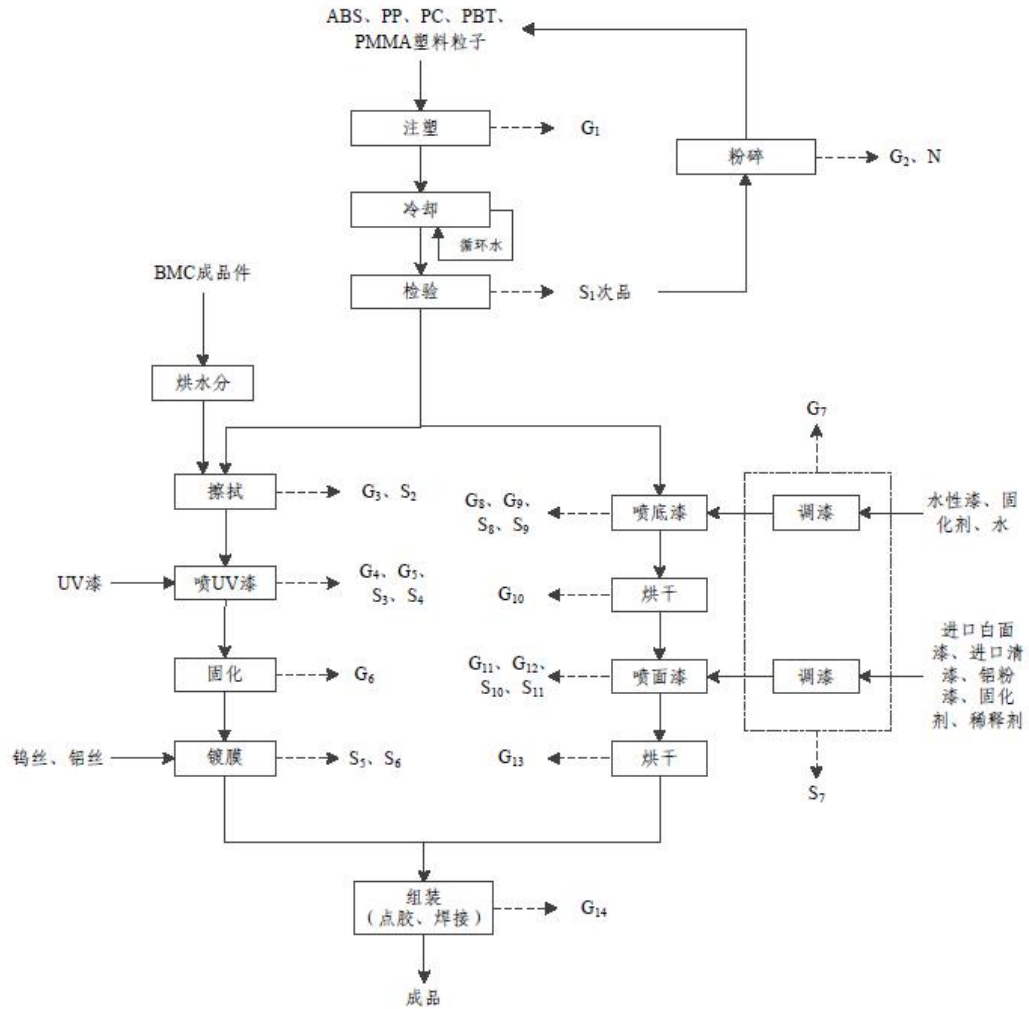 ABS、PP、PC、PBT、
PMMA塑料粒子
注塑
G₁
粉碎
G₂、N
冷却
循环水
BMC成品件
检验
S₁次品
烘水分
G₇
擦拭
G₃、S₂
G₈、G₉、
S₈、S₉
喷底漆
调漆
水性漆、固
化剂、水
UV漆
喷UV漆
G₄、G₅、
S₃、S₄
G₁₀
烘干
固化
G₆
G₁₁、G₁₂、
S₁₀、S₁₁
喷面漆
调漆
进口白面
漆、进口清
漆、铝粉
漆、固化
剂、稀释剂
钨丝、铝丝
镀膜
S₅、S₆
G₁₃
烘干
S₇
组装
（点胶、焊接）
G₁₄
成品